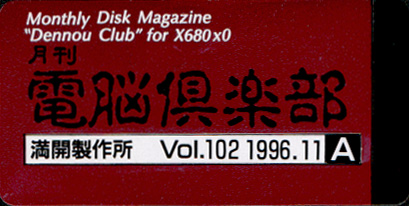 Monthly Disk Magazine
"Dennou Club" for X680x0
月刊
電脳倶楽部
満開製作所 Vol.102 1996.11 A